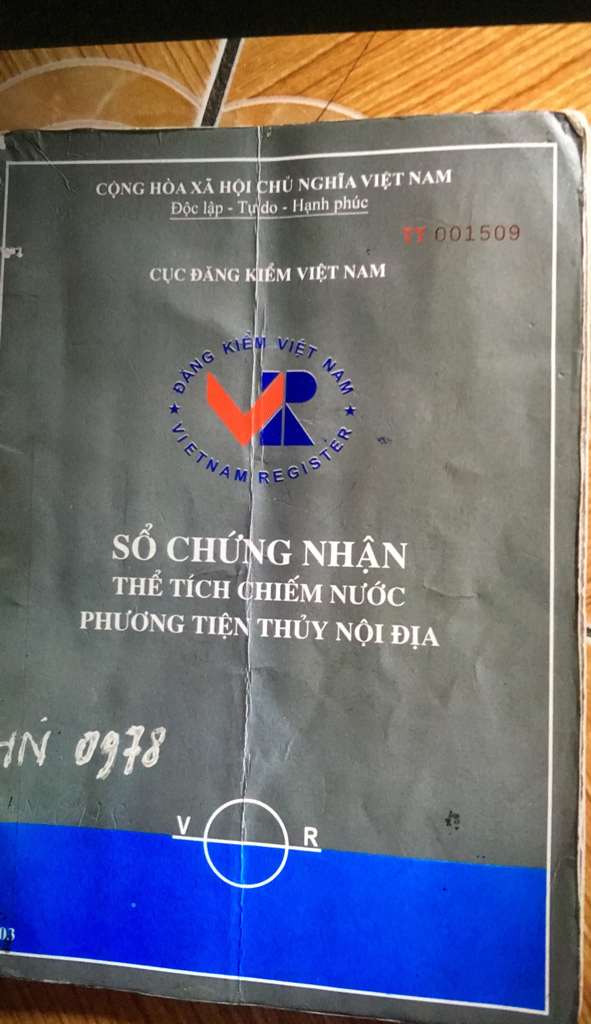 CỘNG HÒA XÃ HỘI CHỦ NGHĨA VIỆT NAM
Độc lập - Tự do - Hạnh phúc
TT 001509
CỤC ĐĂNG KIỂM VIỆT NAM
ĐĂNG KIỂM VIỆT NAM
VR
VIETNAM REGISTER
SỔ CHỨNG NHẬN
THỂ TÍCH CHIẾM NƯỚC
PHƯƠNG TIỆN THỦY NỘI ĐỊA
HN 0978
V R
03